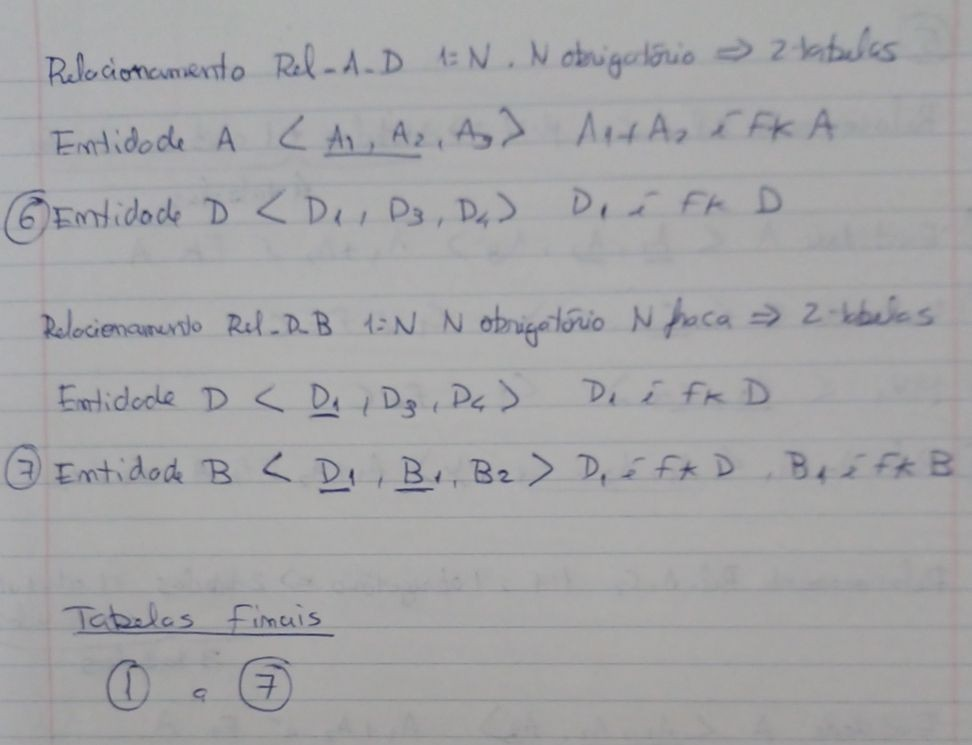 Relacionamento Rel-A-D 1:N. N obrigatório ⇒ 2 tabelas
Entidade A < A1, A2, A3> A1+A2 é FK A
⑥ Entidade D < D1, D3, D4> D1 é FK D
Relacionamento Rel-D-B 1:N N obrigatório N fraca ⇒ 2 tabelas
Entidade D < D1, D3, D4> D1 é FK D
⑦ Entidade B < D1, B1, B2 > D1 é FK D, B1 é FK B
Tabelas Finais
① a ⑦